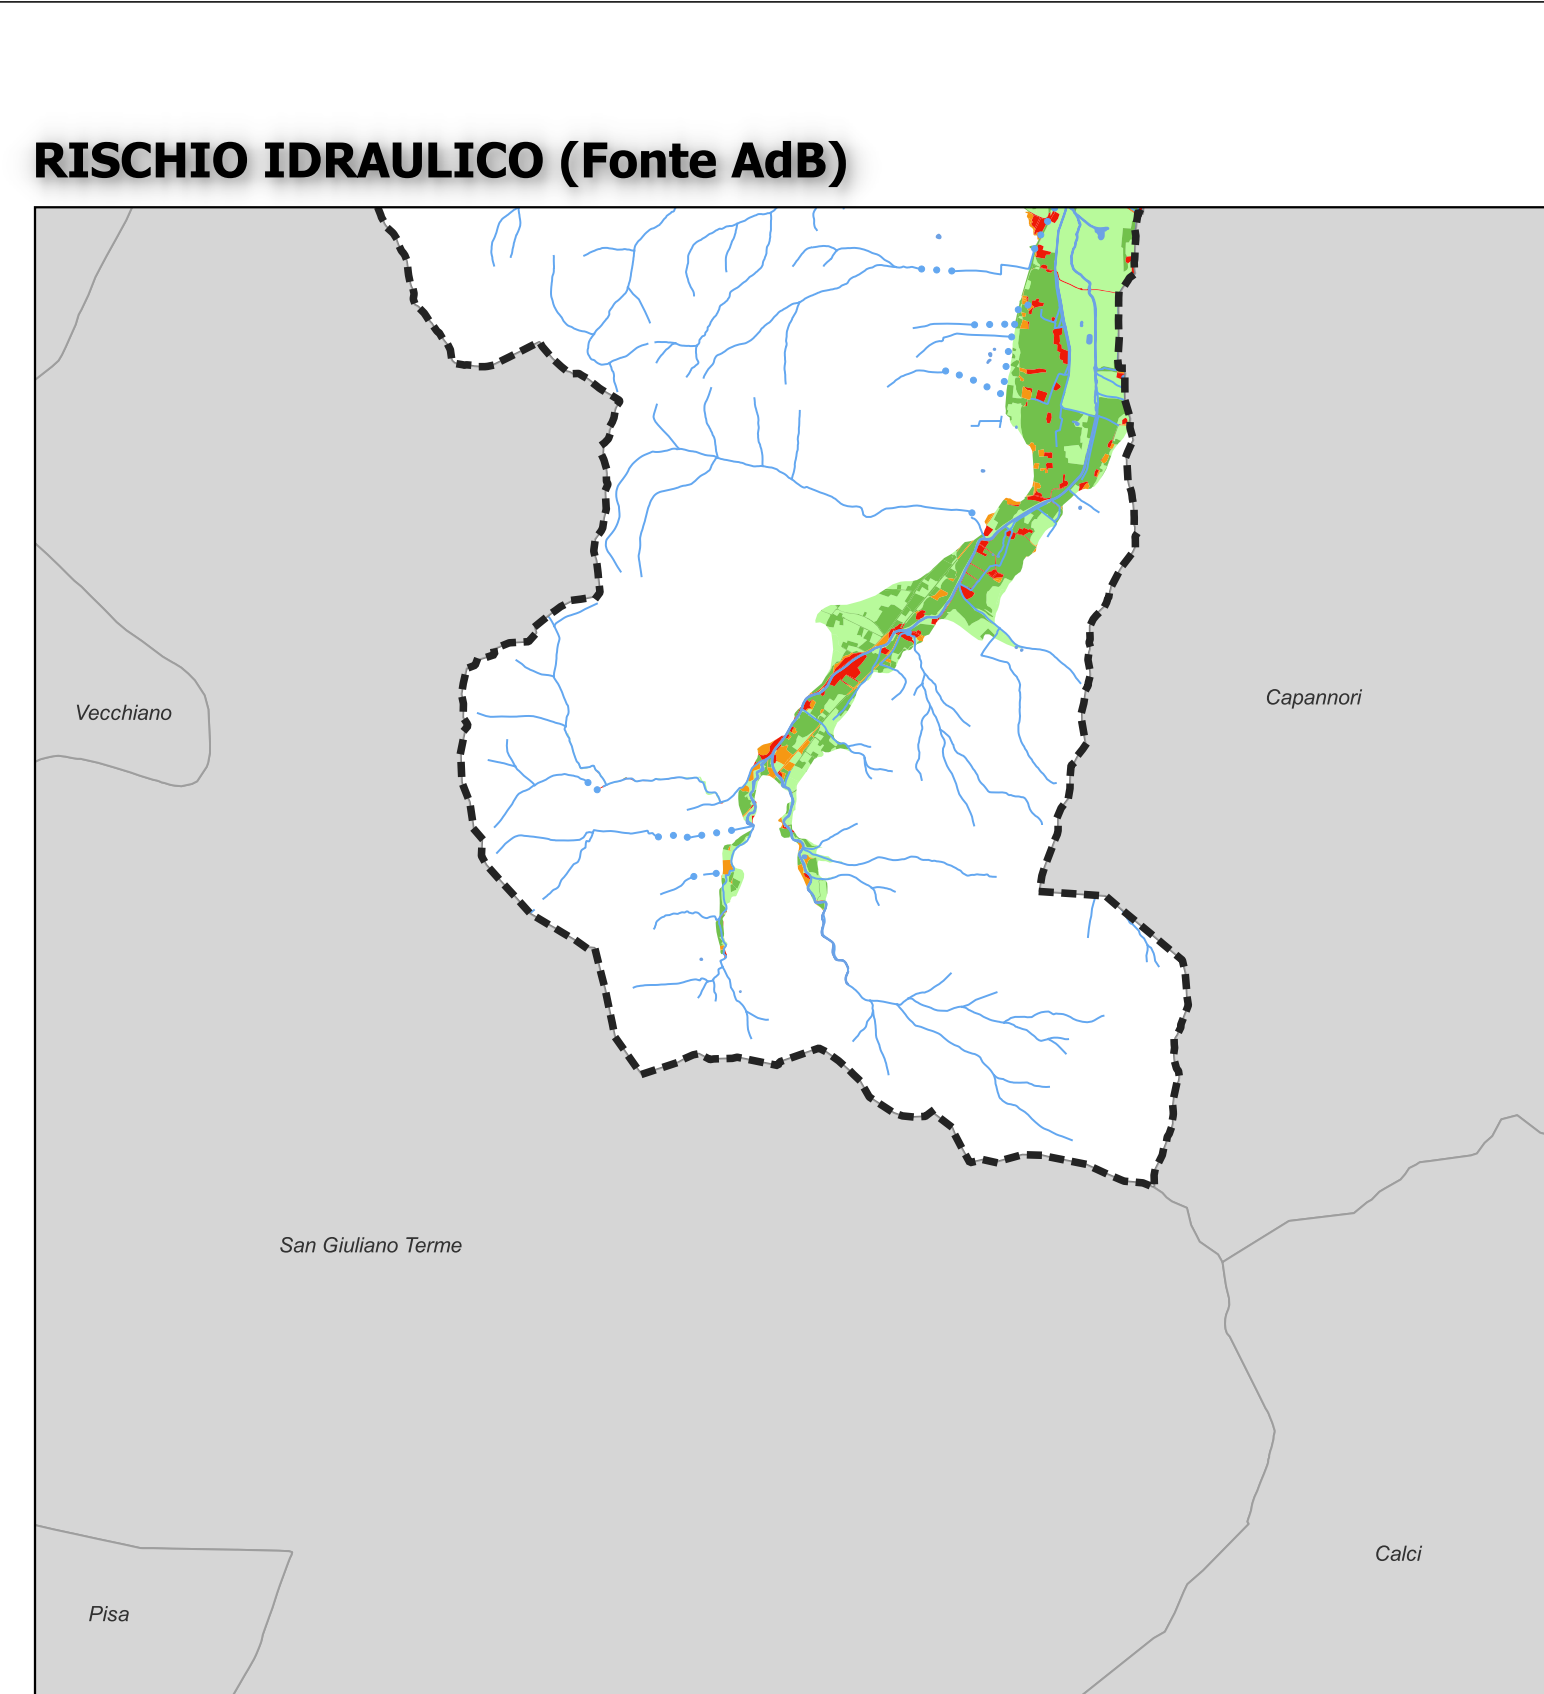 RISCHIO IDRAULICO (Fonte AdB)
Capannori
Vecchiano
San Giuliano Terme
Calci
Pisa